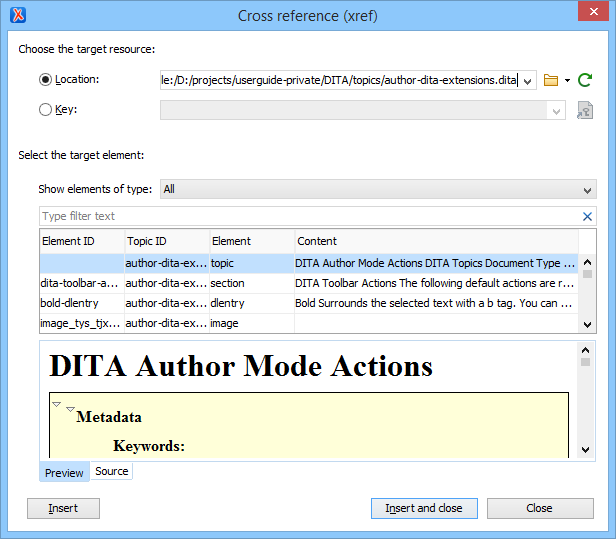 Cross reference (xref)
Choose the target resource:
Location: le:/D:/projects/userguide-private/DITA/topics/author-dita-extensions.dita
Key:
Select the target element:
Show elements of type: All
Type filter text
Element ID Topic ID Element Content
author-dita-ex... topic DITA Author Mode Actions DITA Topics Document Type ...
dita-toolbar-a... author-dita-ex... section DITA Toolbar Actions The following default actions are r...
bold-dlentry author-dita-ex... dlentry Bold Surrounds the selected text with a b tag. You can ...
image_tys_tjx... author-dita-ex... image
DITA Author Mode Actions
Metadata
Keywords:
Preview Source
Insert Insert and close Close